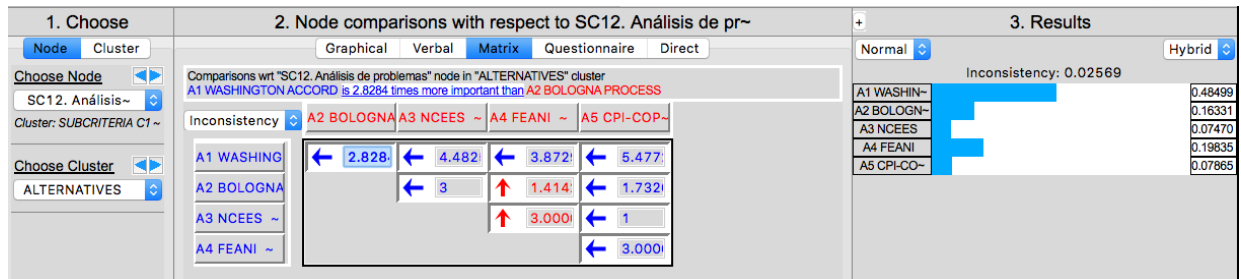 1. Choose
2. Node comparisons with respect to SC12. Análisis de pr~
+
3. Results
Node Cluster
Graphical Verbal Matrix Questionnaire Direct
Normal
Hybrid
Choose Node
SC12. Análisis~
Cluster: SUBCRITERIA C1~
Choose Cluster
ALTERNATIVES
Comparisons wrt "SC12. Análisis de problemas" node in "ALTERNATIVES" cluster
A1 WASHINGTON ACCORD is 2.8284 times more important than A2 BOLOGNA PROCESS
Inconsistency A2 BOLOGNA A3 NCEES ~ A4 FEANI ~ A5 CPI-COP~
A1 WASHING 2.828 4.482 3.872 5.477
A2 BOLOGNA 3 1.414 1.732
A3 NCEES ~ 3.000 1
A4 FEANI ~ 3.000
Inconsistency: 0.02569
A1 WASHIN~ 0.48499
A2 BOLOGN~ 0.16331
A3 NCEES 0.07470
A4 FEANI 0.19835
A5 CPI-CO~ 0.07865